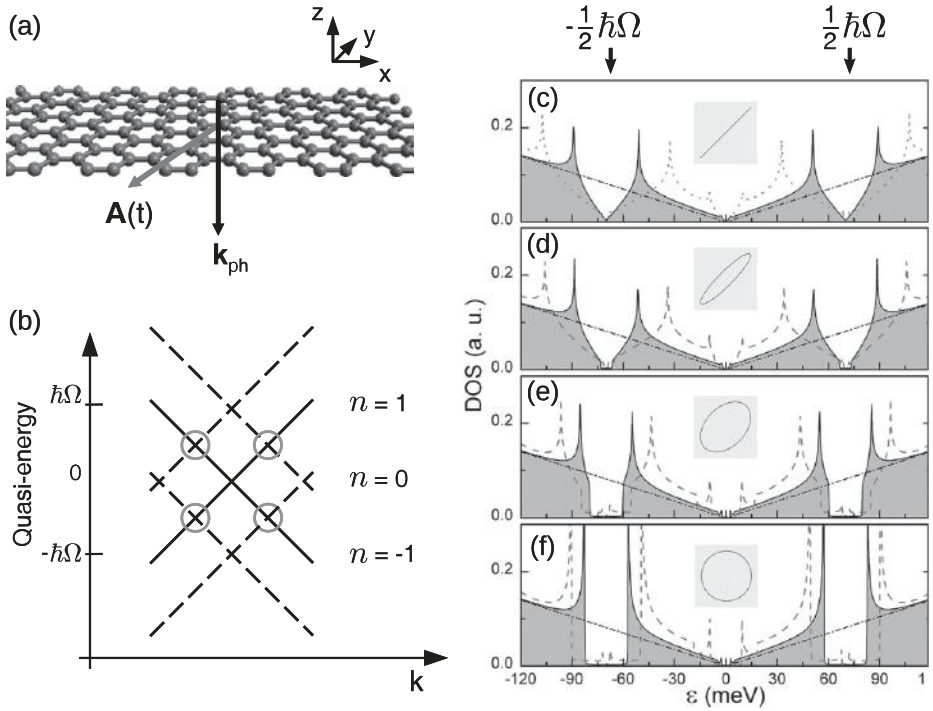 (a)
z
y
x
A(t)
k_ph
(b)
Quasi-energy
ħΩ
0
-ħΩ
n = 1
n = 0
n = -1
k
-½ħΩ
½ħΩ
DOS (a. u.)
(c)
0.2
0.0
(d)
0.2
0.0
(e)
0.2
0.0
(f)
0.2
0.0
-120 -90 -60 -30 0 30 60 90 1
ε (meV)